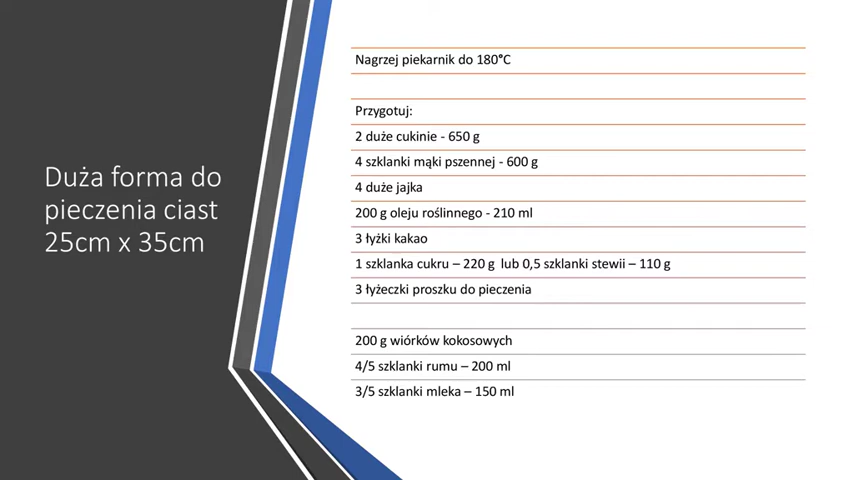 Duża forma do
pieczenia ciast
25cm x 35cm
Nagrzej piekarnik do 180°C
Przygotuj:
2 duże cukinie - 650 g
4 szklanki mąki pszennej - 600 g
4 duże jajka
200 g oleju roślinnego - 210 ml
3 łyżki kakao
1 szklanka cukru – 220 g  lub 0,5 szklanki stewii – 110 g
3 łyżeczki proszku do pieczenia
200 g wiórków kokosowych
4/5 szklanki rumu – 200 ml
3/5 szklanki mleka – 150 ml